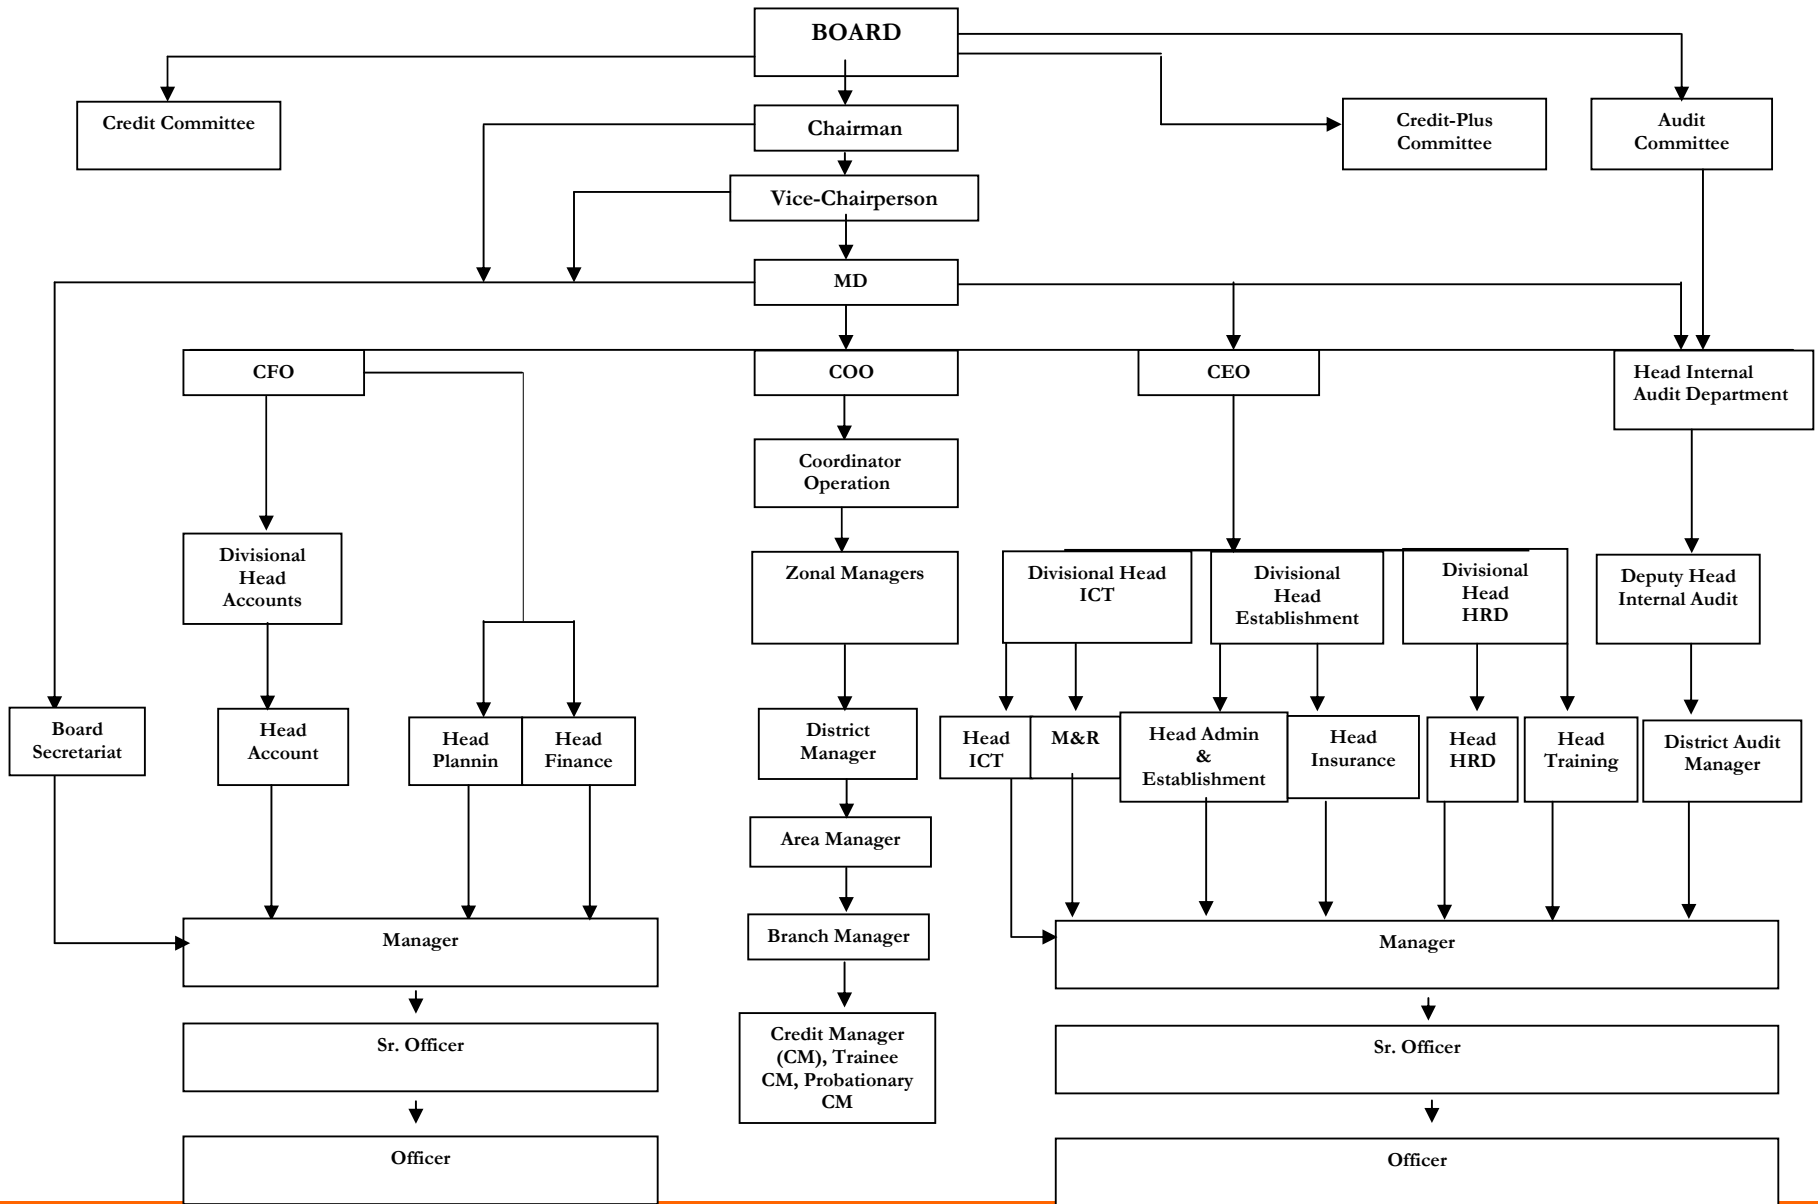 BOARD
Credit Committee
Chairman
Credit-Plus
Committee
Audit
Committee
Vice-Chairperson
MD
CFO
COO
CEO
Head Internal
Audit Department
Coordinator
Operation
Divisional
Head
Accounts
Zonal Managers
Divisional Head
ICT
Divisional
Head
Establishment
Divisional
Head
HRD
Deputy Head
Internal Audit
Board
Secretariat
Head
Account
Head
Plannin
Head
Finance
District
Manager
Head
ICT
M&R
Head Admin
&
Establishment
Head
Insurance
Head
HRD
Head
Training
District Audit
Manager
Area Manager
Branch Manager
Manager
Manager
Credit Manager
(CM), Trainee
CM, Probationary
CM
Sr. Officer
Sr. Officer
Officer
Officer